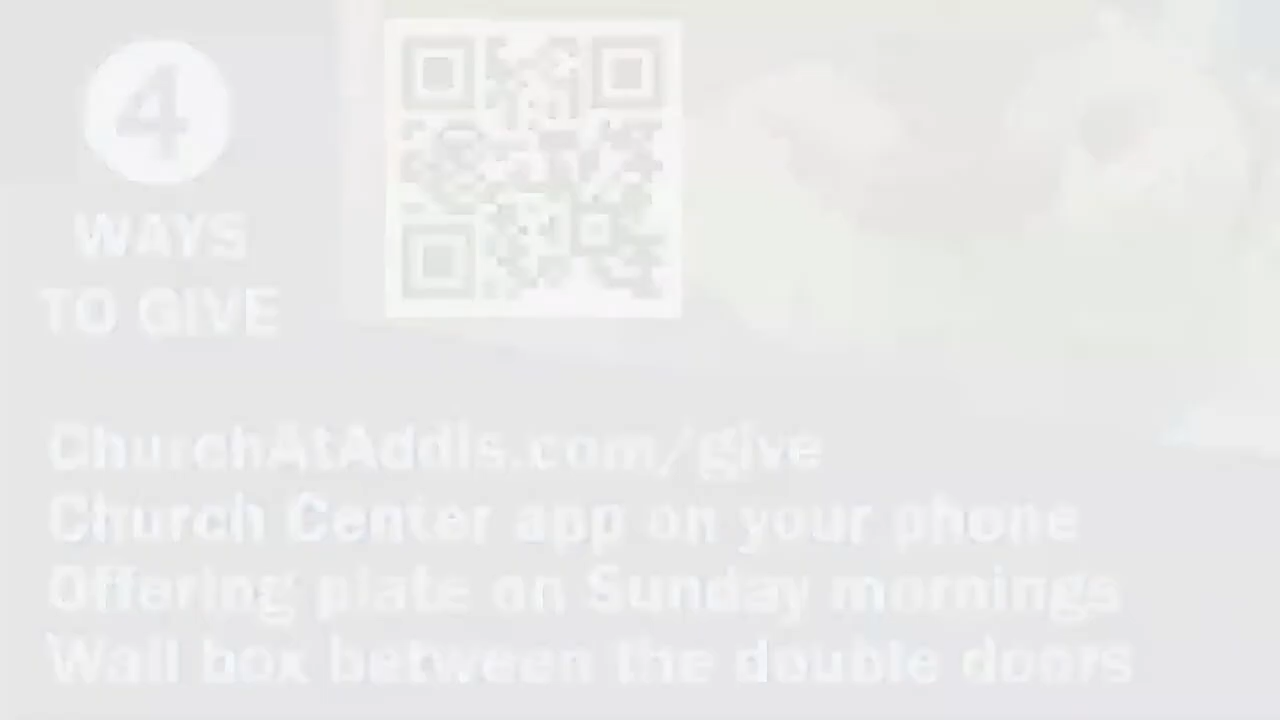 4
WAYS
TO GIVE
ChurchAtAddis.com/give
Church Center app on your phone
Offering plate on Sunday mornings
Wall box between the double doors